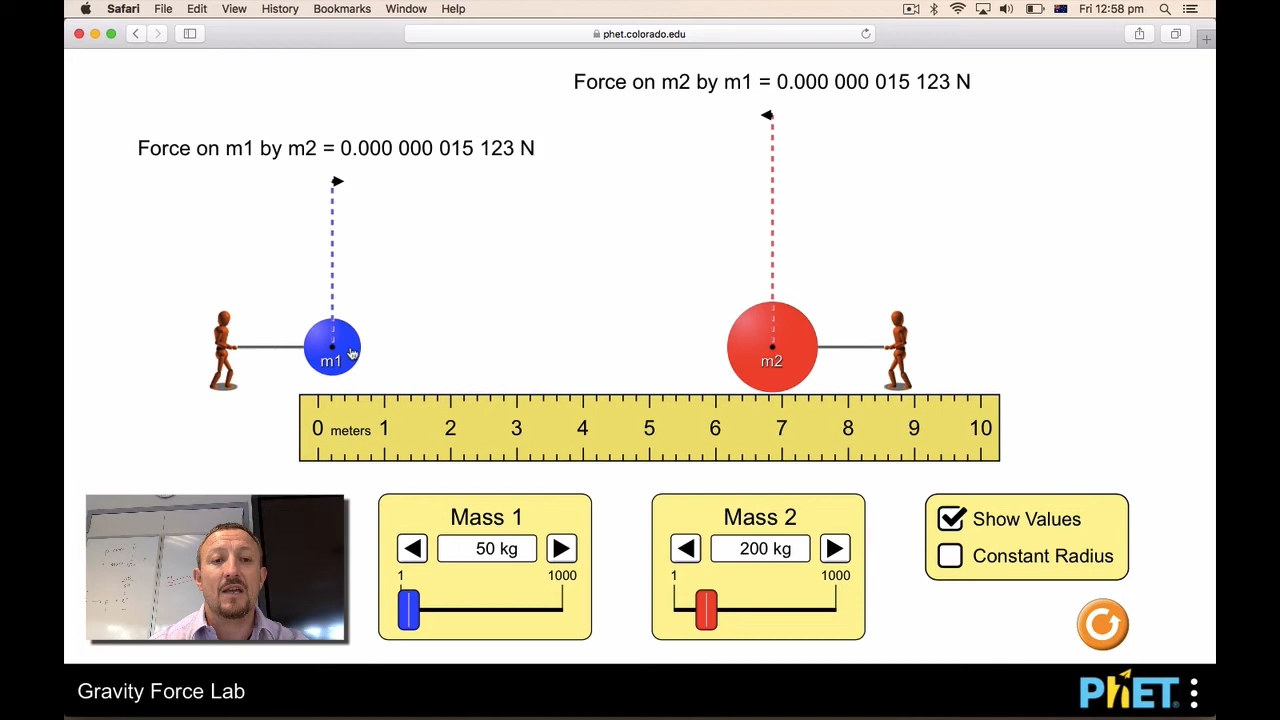 Safari File Edit View History Bookmarks Window Help Fri 12:58 pm
phet.colorado.edu
Force on m2 by m1 = 0.000 000 015 123 N
Force on m1 by m2 = 0.000 000 015 123 N
m1 m2
0 meters 1 2 3 4 5 6 7 8 9 10
Mass 1
50 kg
1 1000
Mass 2
200 kg
1 1000
Show Values
Constant Radius
Gravity Force Lab
PhET